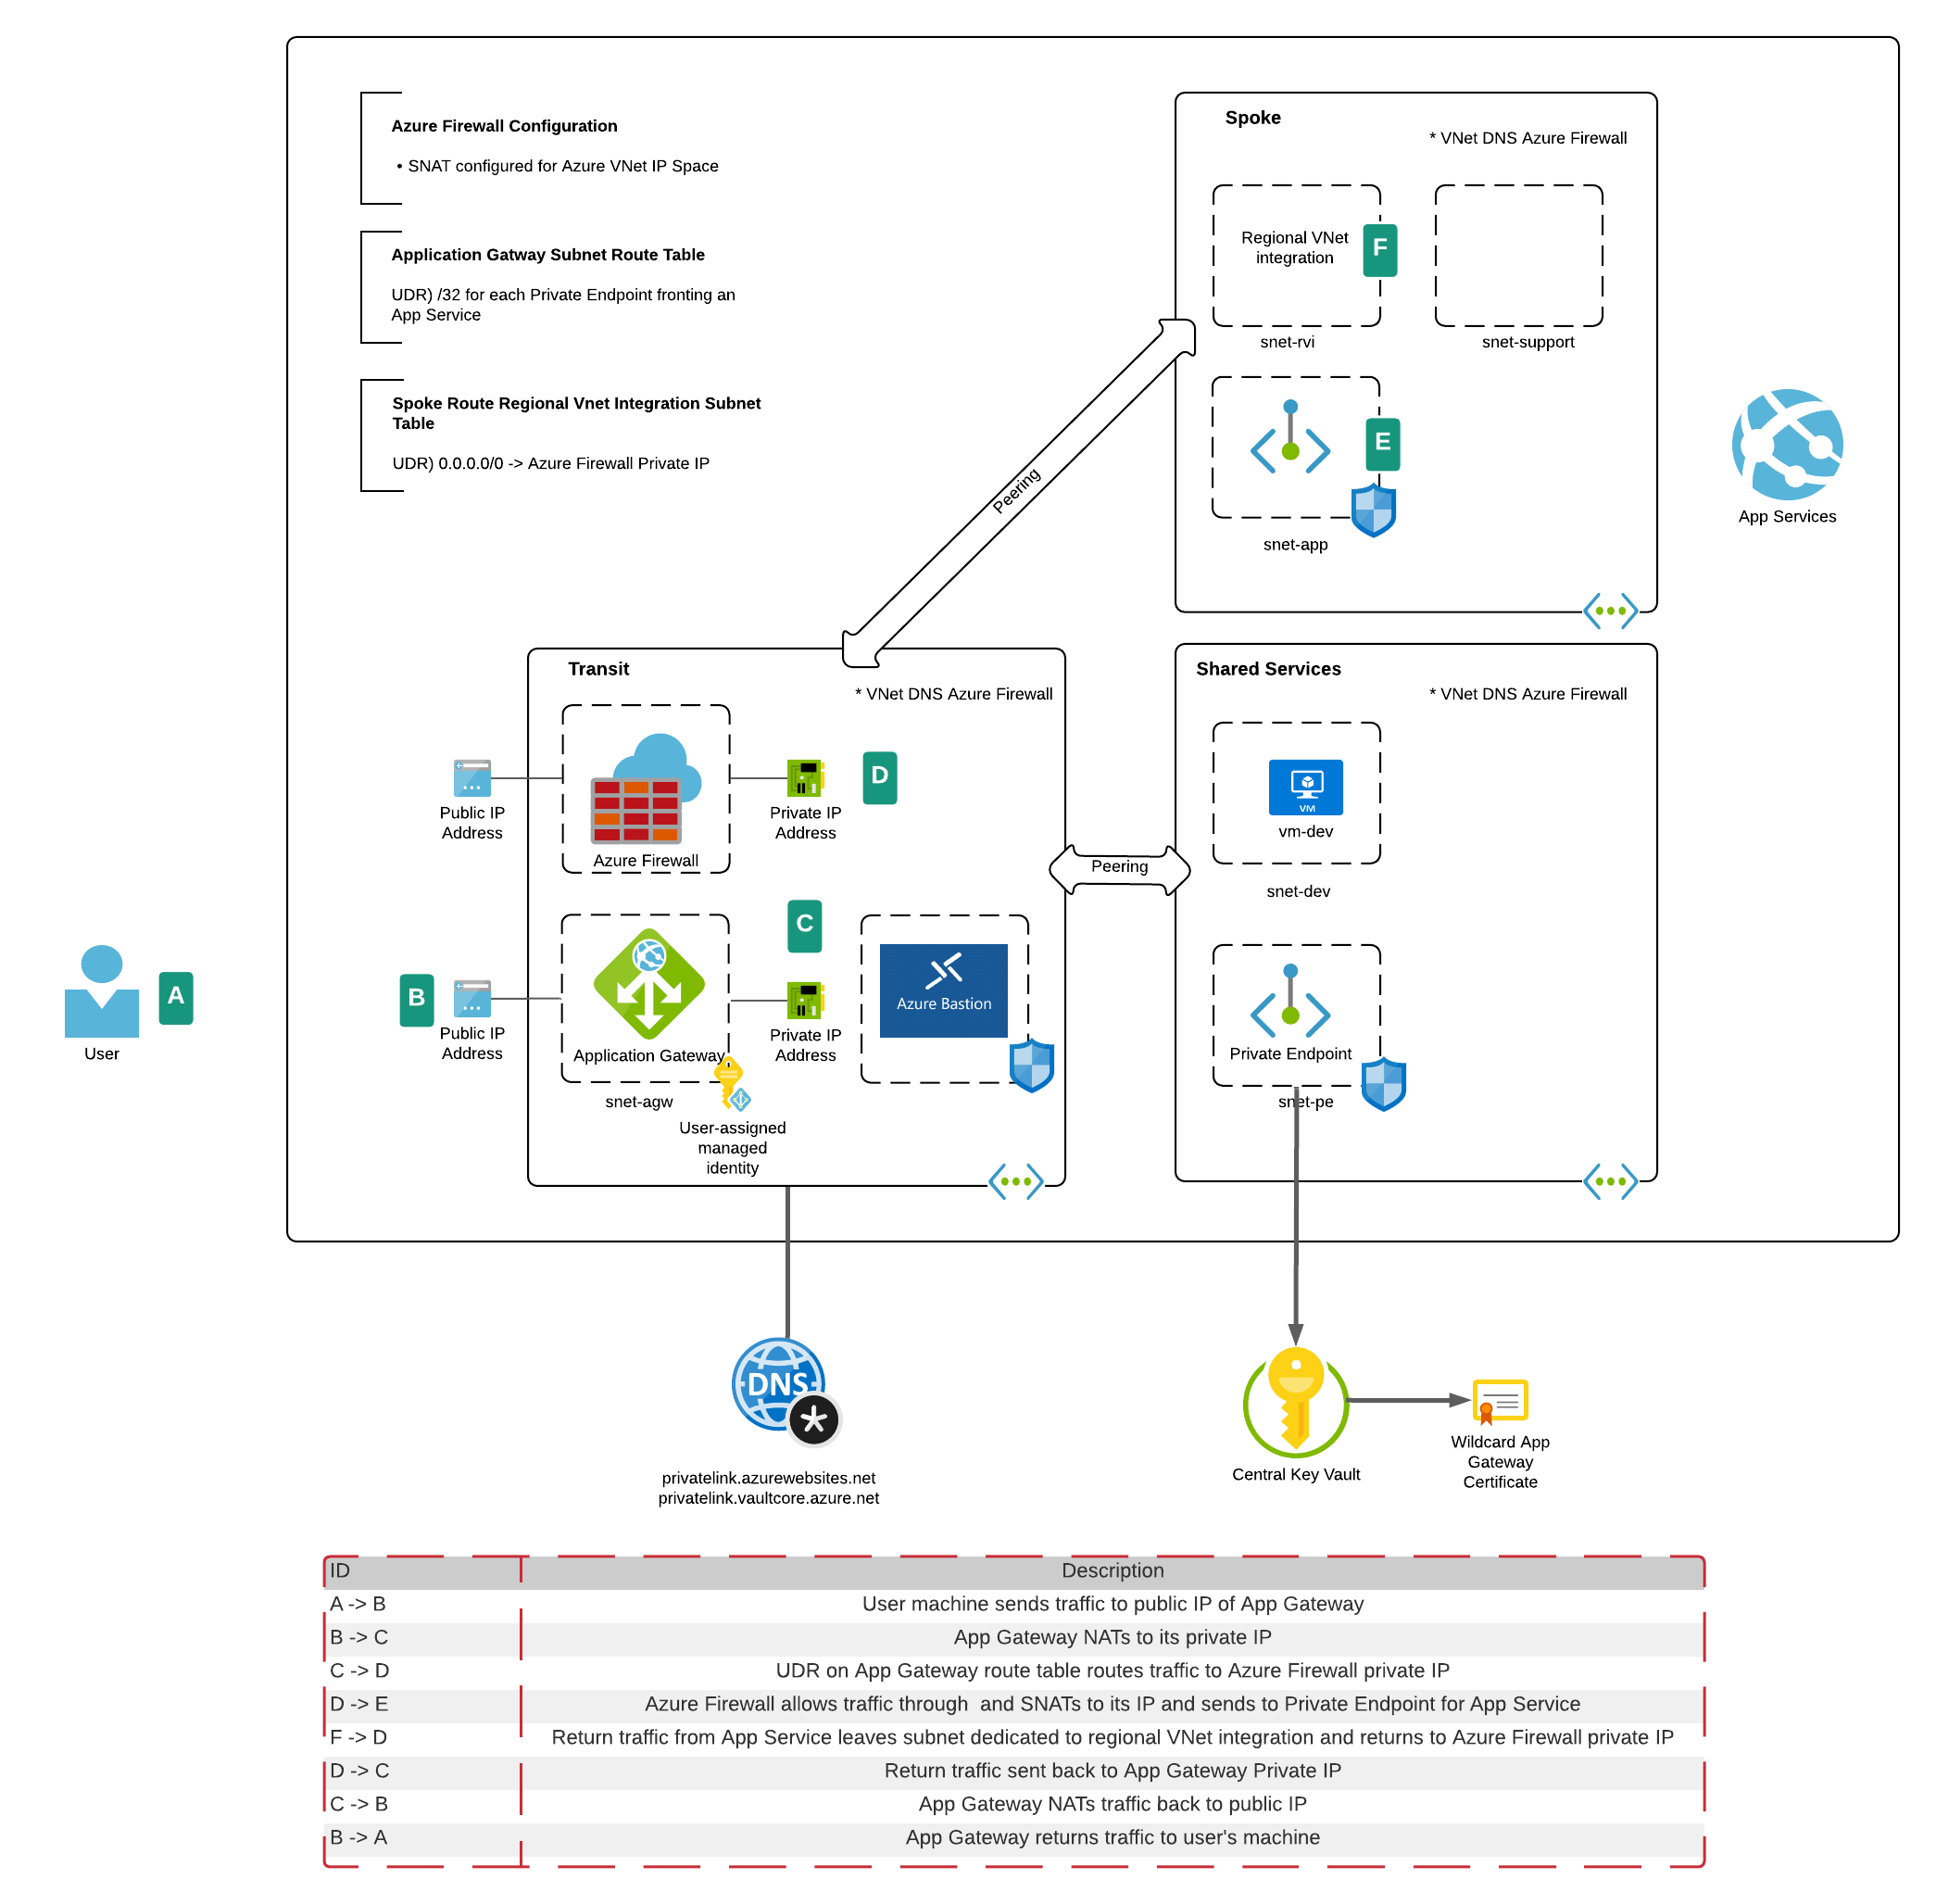 Azure Firewall Configuration
• SNAT configured for Azure VNet IP Space
Application Gatway Subnet Route Table
UDR) /32 for each Private Endpoint fronting an
App Service
Spoke Route Regional Vnet Integration Subnet
Table
UDR) 0.0.0.0/0 -> Azure Firewall Private IP
Spoke
* VNet DNS Azure Firewall
Regional VNet
integration
F
snet-rvi
snet-support
E
snet-app
App Services
Peering
Transit
* VNet DNS Azure Firewall
Public IP
Address
Azure Firewall
Private IP
Address
D
Peering
Shared Services
* VNet DNS Azure Firewall
VM
vm-dev
snet-dev
User
A
B
Public IP
Address
Application Gateway
snet-agw
C
Private IP
Address
Azure Bastion
User-assigned
managed
identity
Private Endpoint
snet-pe
DNS
privatelink.azurewebsites.net
privatelink.vaultcore.azure.net
Central Key Vault
Wildcard App
Gateway
Certificate
ID Description
A -> B User machine sends traffic to public IP of App Gateway
B -> C App Gateway NATs to its private IP
C -> D UDR on App Gateway route table routes traffic to Azure Firewall private IP
D -> E Azure Firewall allows traffic through and SNATs to its IP and sends to Private Endpoint for App Service
F -> D Return traffic from App Service leaves subnet dedicated to regional VNet integration and returns to Azure Firewall private IP
D -> C Return traffic sent back to App Gateway Private IP
C -> B App Gateway NATs traffic back to public IP
B -> A App Gateway returns traffic to user's machine